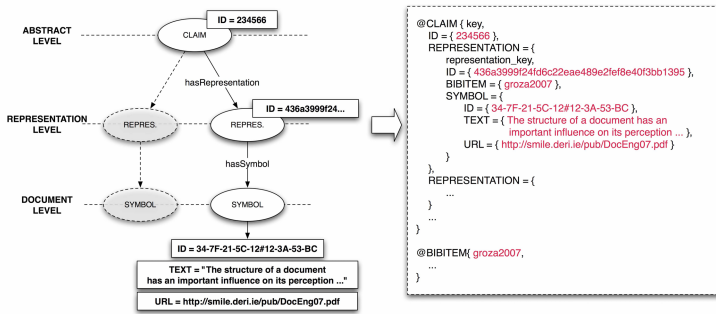 ABSTRACT
LEVEL
ID = 234566
CLAIM
hasRepresentation
REPRESENTATION
LEVEL
REPRES.
REPRES.
ID = 436a3999f24...
hasSymbol
DOCUMENT
LEVEL
SYMBOL
SYMBOL
ID = 34-7F-21-5C-12#12-3A-53-BC
TEXT = "The structure of a document
has an important influence on its perception ..."
URL = http://smile.deri.ie/pub/DocEng07.pdf
@CLAIM { key,
ID = { 234566 },
REPRESENTATION = {
representation_key,
ID = { 436a3999f24fd6c22eae489e2fef8e40f3bb1395 },
BIBITEM = { groza2007 },
SYMBOL = {
ID = { 34-7F-21-5C-12#12-3A-53-BC },
TEXT = { The structure of a document has an
important influence on its perception ... },
URL = { http://smile.deri.ie/pub/DocEng07.pdf }
}
},
REPRESENTATION = {
...
}
...
}
@BIBITEM{ groza2007,
...
}